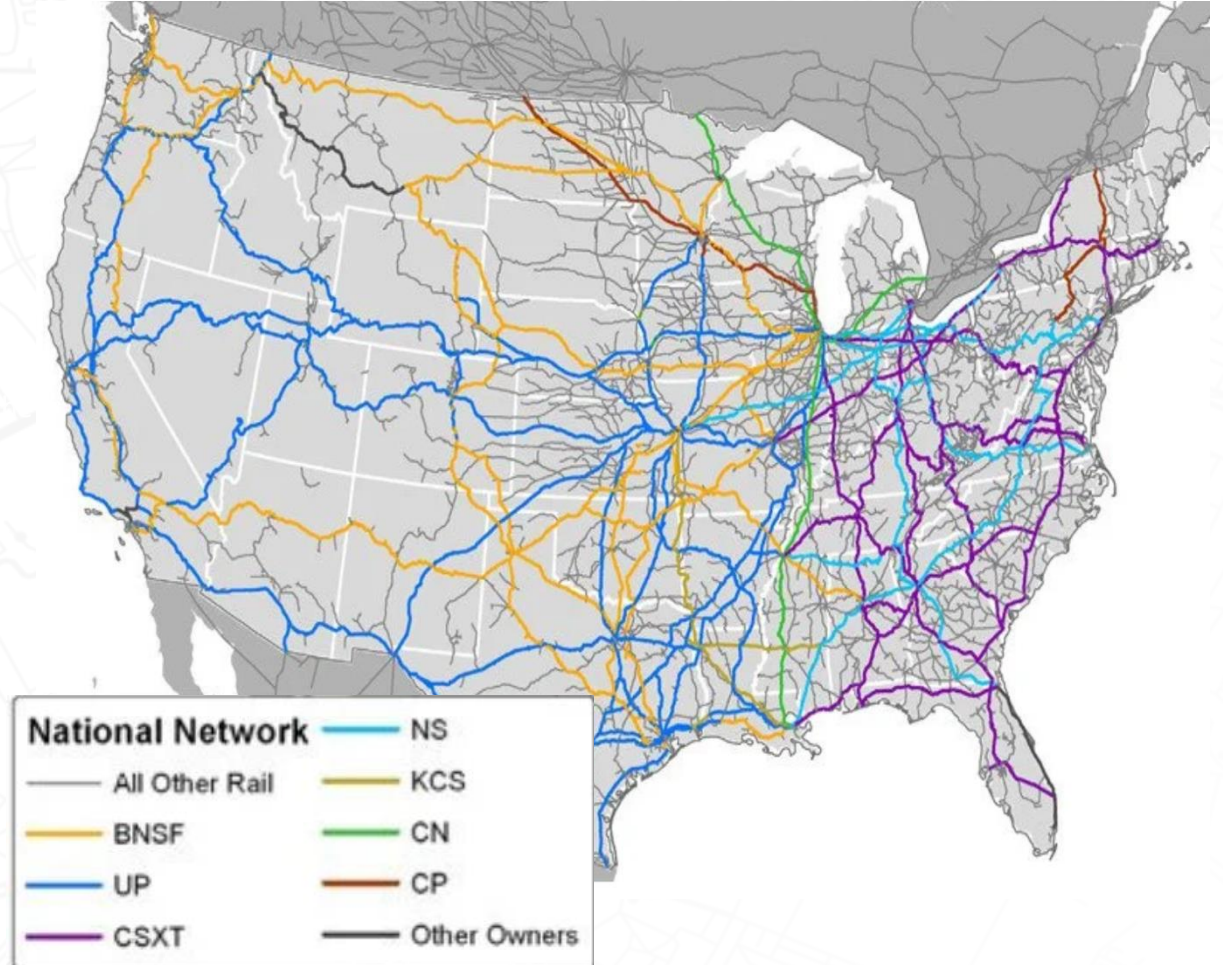 National Network
All Other Rail
BNSF
UP
CSXT
NS
KCS
CN
CP
Other Owners